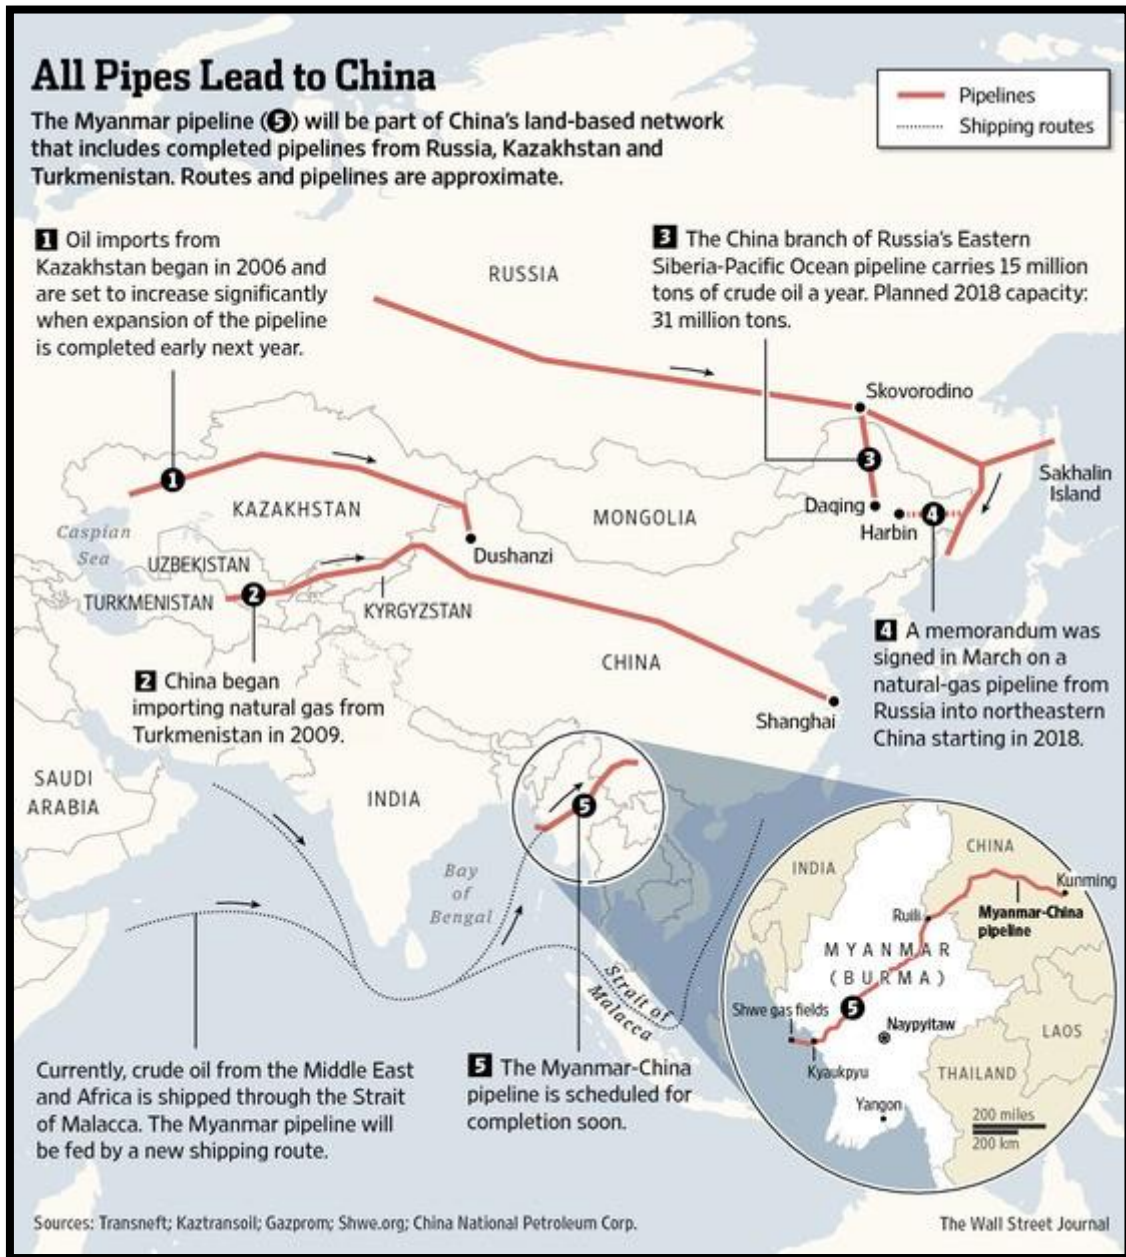 All Pipes Lead to China
The Myanmar pipeline (5) will be part of China's land-based network
that includes completed pipelines from Russia, Kazakhstan and
Turkmenistan. Routes and pipelines are approximate.
Pipelines
Shipping routes
1 Oil imports from
Kazakhstan began in 2006 and
are set to increase significantly
when expansion of the pipeline
is completed early next year.
3 The China branch of Russia's Eastern
Siberia-Pacific Ocean pipeline carries 15 million
tons of crude oil a year. Planned 2018 capacity:
31 million tons.
RUSSIA
Skovorodino
3
Sakhalin
Island
1
KAZAKHSTAN
MONGOLIA
Daqing
Harbin
4
Caspian
Sea
Dushanzi
UZBEKISTAN
TURKMENISTAN
2
KYRGYZSTAN
CHINA
Shanghai
2 China began
importing natural gas from
Turkmenistan in 2009.
4 A memorandum was
signed in March on a
natural-gas pipeline from
Russia into northeastern
China starting in 2018.
SAUDI
ARABIA
INDIA
5
Bay
of
Bengal
Strait of
Malacca
CHINA
INDIA
Kunming
Ruili
Myanmar-China
pipeline
MYANMAR
(BURMA)
Shwe gas fields
5
Naypyitaw
LAOS
Kyaukpyu
THAILAND
Yangon
200 miles
200 km
Currently, crude oil from the Middle East
and Africa is shipped through the Strait
of Malacca. The Myanmar pipeline will
be fed by a new shipping route.
5 The Myanmar-China
pipeline is scheduled for
completion soon.
Sources: Transneft; Kaztransoil; Gazprom; Shwe.org; China National Petroleum Corp.
The Wall Street Journal